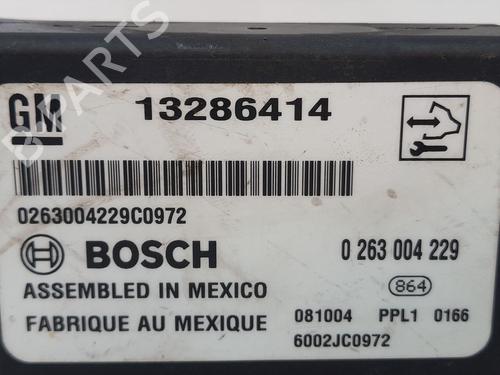 GM 13286414
0263004229C0972
BOSCH 0 263 004 229
ASSEMBLED IN MEXICO 864
FABRIQUE AU MEXIQUE 081004 PPL1 0166
6002JC0972